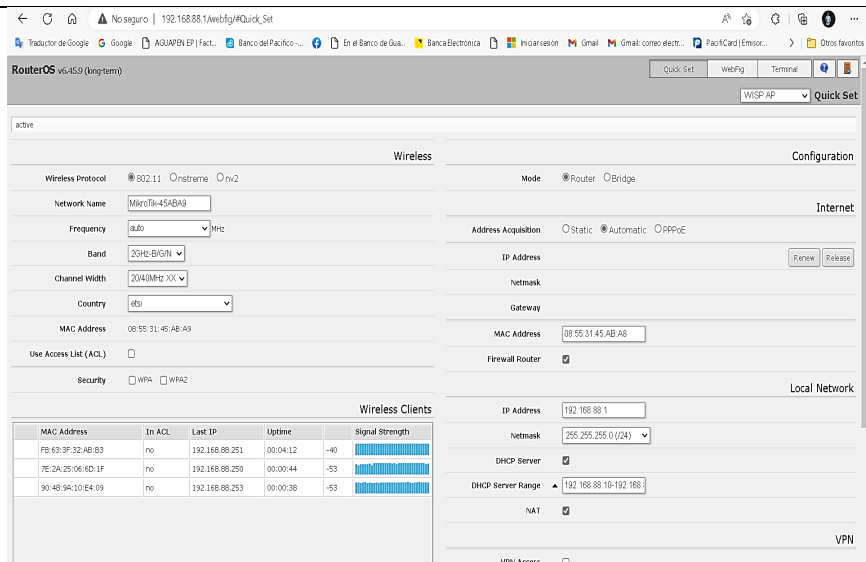 No seguro | 192.168.88.1/webfig/#Quick_Set
Traductor de Google
Google
AGUAPEN EP | Fact...
Banco del Pacifico -...
En el Banco de Gua...
Banca Electrónica
Iniciar sesión
Gmail
Gmail: correo electr...
PacifiCard | Emisor...
Otros favoritos
RouterOS v6.45.9 (long-term)
Quick Set
WebFig
Terminal
WISP AP
Quick Set
active
Wireless
Wireless Protocol 802.11 nstreme nv2
Network Name MikroTik-45ABA9
Frequency auto MHz
Band 2GHz-B/G/N
Channel Width 20/40MHz XX
Country etsi
MAC Address 08:55:31:45:AB:A9
Use Access List (ACL)
Security WPA WPA2
Wireless Clients
MAC Address In ACL Last IP Uptime Signal Strength
F8:63:3F:32:AB:B3 no 192.168.88.251 00:04:12 -40
7E:2A:25:06:6D:1F no 192.168.88.250 00:00:44 -53
90:48:9A:10:E4:09 no 192.168.88.253 00:00:38 -53
Configuration
Mode Router Bridge
Internet
Address Acquisition Static Automatic PPPoE
IP Address Renew Release
Netmask
Gateway
MAC Address 08:55:31:45:AB:A8
Firewall Router
Local Network
IP Address 192.168.88.1
Netmask 255.255.255.0 (/24)
DHCP Server
DHCP Server Range 192.168.88.10-192.168.
NAT
VPN
VPN Access